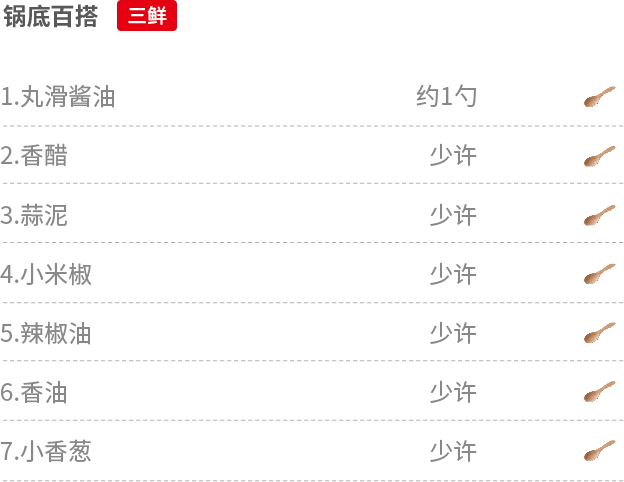 锅底百搭 三鲜
1.丸滑酱油 约1勺
2.香醋 少许
3.蒜泥 少许
4.小米椒 少许
5.辣椒油 少许
6.香油 少许
7.小香葱 少许